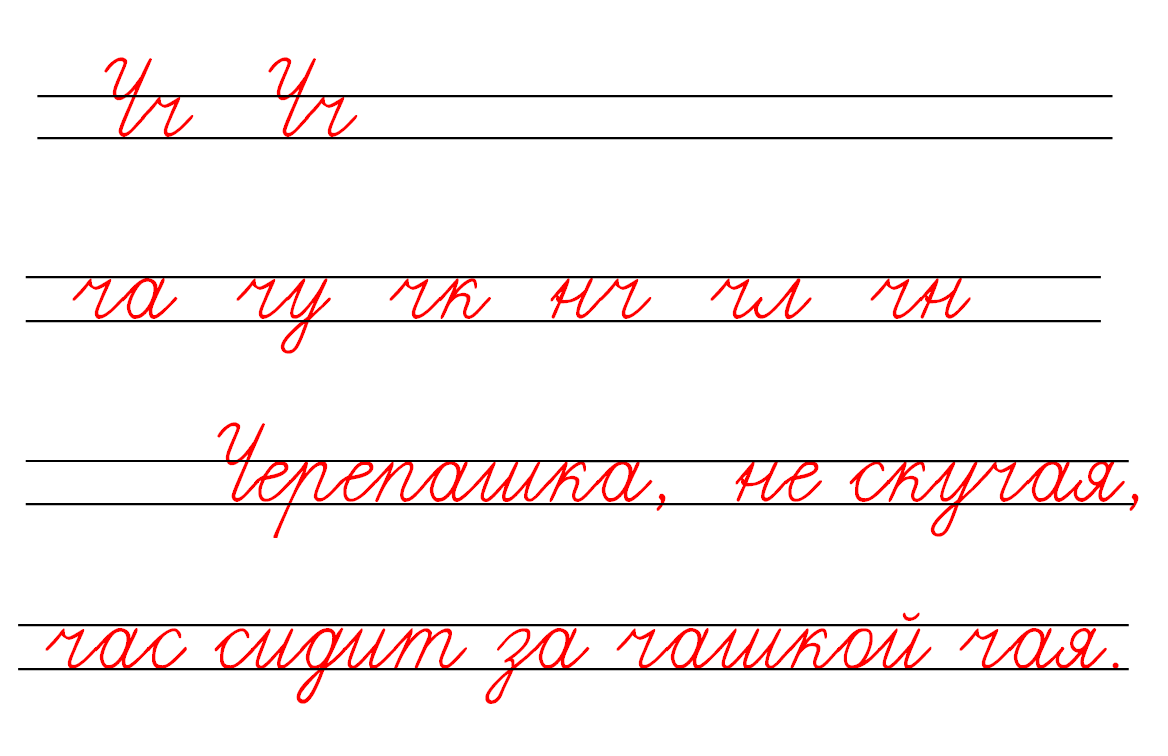 Чч Чч
ча чу чк нч чл чн
Черепашка, не скучая,
час сидит за чашкой чая.